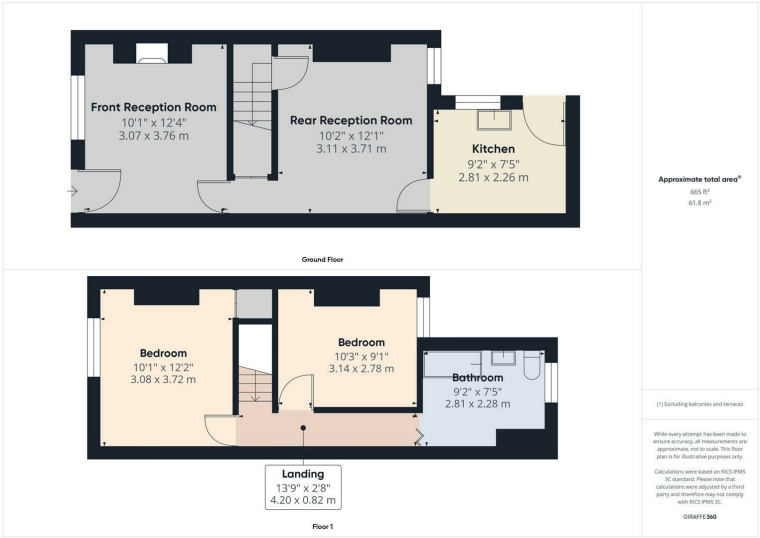 Front Reception Room
10'1" x 12'4"
3.07 x 3.76 m
Rear Reception Room
10'2" x 12'1"
3.11 x 3.71 m
Kitchen
9'2" x 7'5"
2.81 x 2.26 m
Ground Floor
Bedroom
10'1" x 12'2"
3.08 x 3.72 m
Bedroom
10'3" x 9'1"
3.14 x 2.78 m
Bathroom
9'2" x 7'5"
2.81 x 2.28 m
Landing
13'9" x 2'8"
4.20 x 0.82 m
Floor 1
Approximate total area⁽¹⁾
665 ft²
61.8 m²
(1) Excluding balconies and terraces
While every attempt has been made to
ensure accuracy, all measurements are
approximate, not to scale. This floor
plan is for illustrative purposes only.
Calculations were based on RICS IPMS
3C standard. Please note that
calculations were adjusted by a third
party and therefore may not comply
with RICS IPMS 3C.
GIRAFFE360